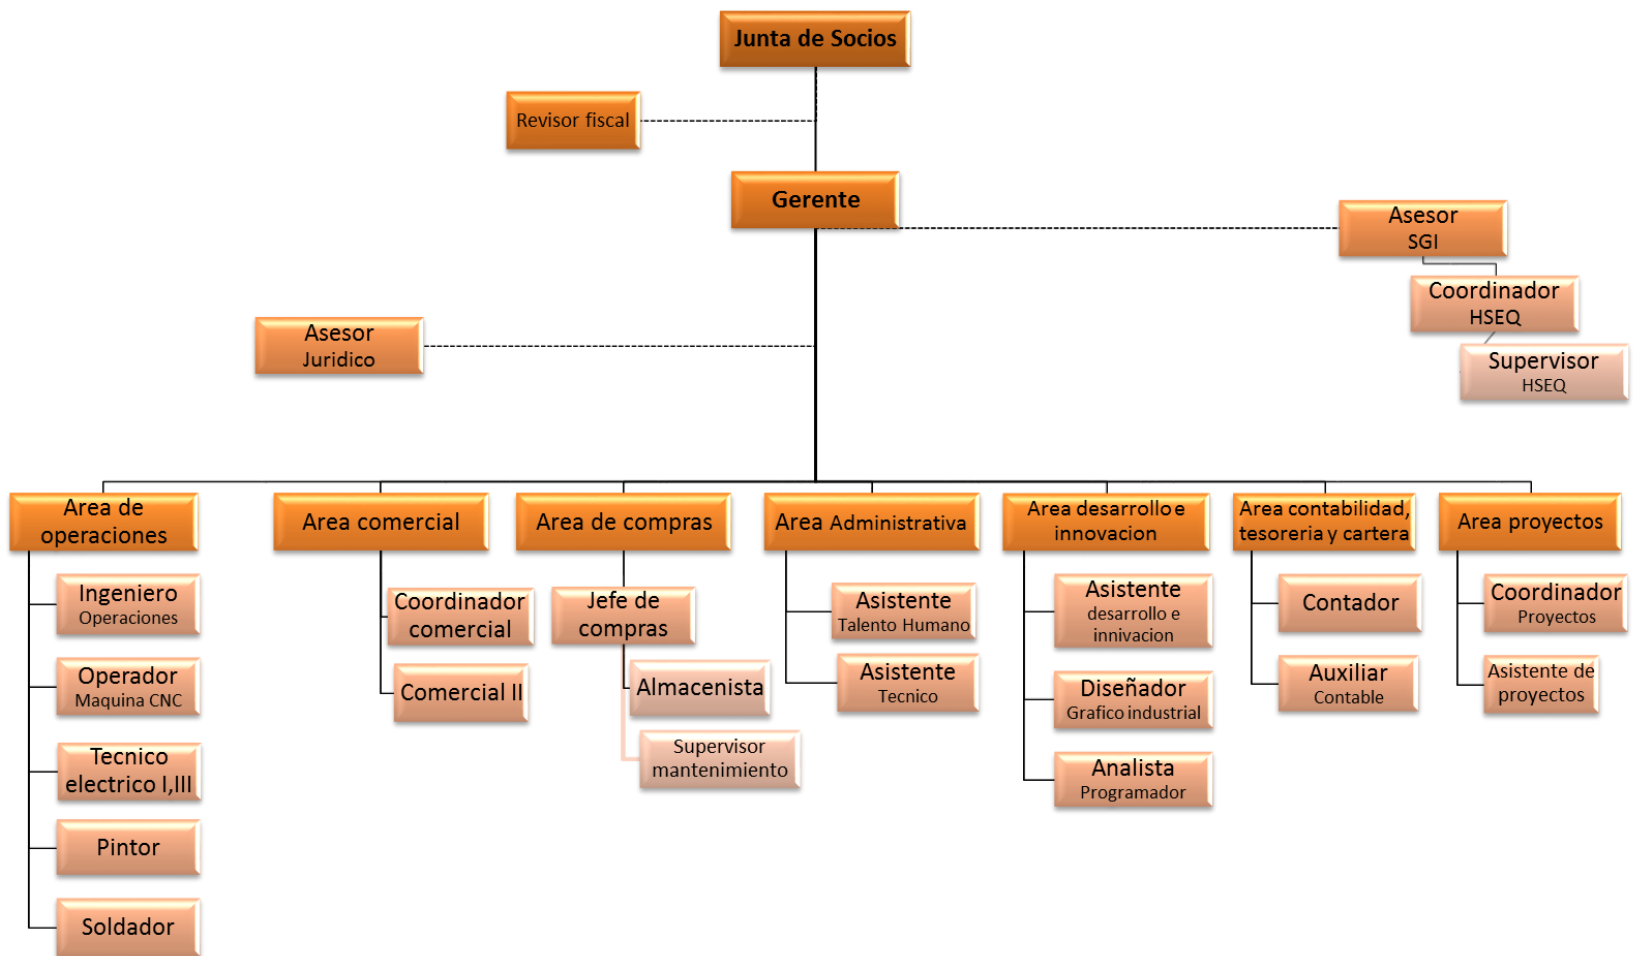 Junta de Socios
Revisor fiscal
Gerente
Asesor
SGI
Coordinador
HSEQ
Asesor
Juridico
Supervisor
HSEQ
Area de
operaciones
Area comercial
Area de compras
Area Administrativa
Area desarrollo e
innovacion
Area contabilidad,
tesoreria y cartera
Area proyectos
Ingeniero
Operaciones
Operador
Maquina CNC
Tecnico
electrico I,III
Pintor
Soldador
Coordinador
comercial
Comercial II
Jefe de
compras
Almacenista
Supervisor
mantenimiento
Asistente
Talento Humano
Asistente
Tecnico
Asistente
desarrollo e
innivacion
Diseñador
Grafico industrial
Analista
Programador
Contador
Auxiliar
Contable
Coordinador
Proyectos
Asistente de
proyectos